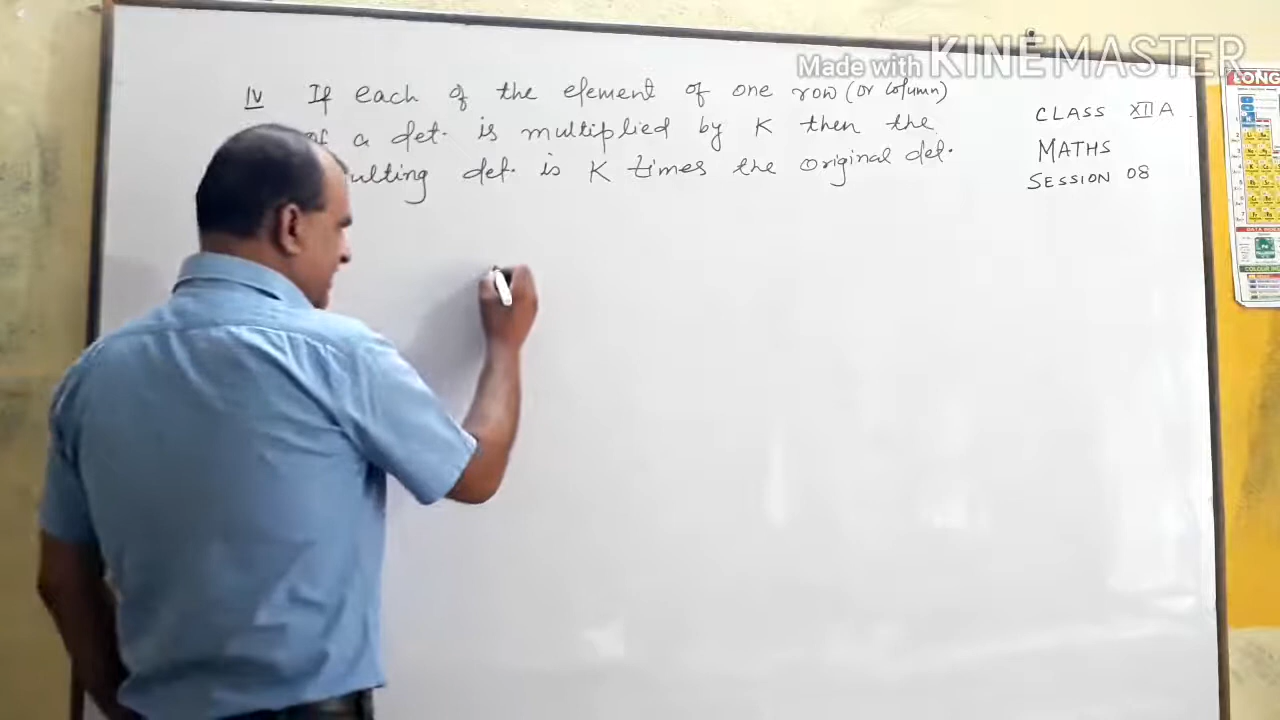 Made with KINEMASTER
IV If each of the element of one row (or column)
of a det. is multiplied by K then the
ulting det. is K times the original det.
CLASS XII A
MATHS
SESSION 08
LONG